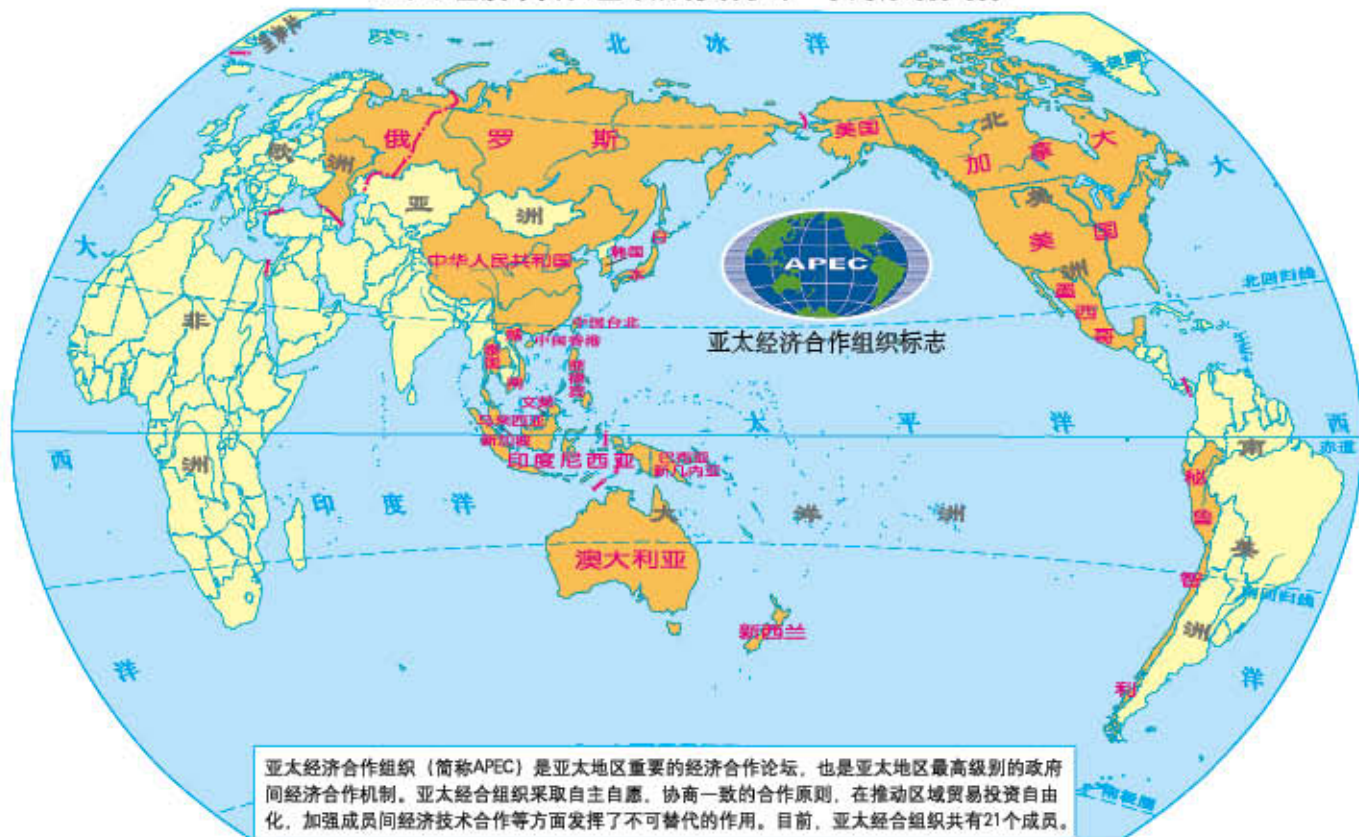 北 冰 洋
北极圈
欧
洲
俄 罗 斯
美国
北
加 拿 大
大
亚
洲
美
美 国
洲
大
中华人民共和国
韩国
日
本
APEC
亚太经济合作组织标志
墨
西
哥
北回归线
非
中国台北
中国香港
越
南
泰国
菲律宾
文莱
马来西亚
新加坡
印度尼西亚
巴布亚
新几内亚
太 平 洋
西
赤道
西
洲
印 度 洋
大 洋 洲
南
秘
鲁
美
澳大利亚
智
南回归线
新西兰
洲
洋
利
洋
南极圈
亚太经济合作组织（简称APEC）是亚太地区重要的经济合作论坛，也是亚太地区最高级别的政府
间经济合作机制。亚太经合组织采取自主自愿、协商一致的合作原则，在推动区域贸易投资自由
化、加强成员间经济技术合作等方面发挥了不可替代的作用。目前，亚太经合组织共有21个成员。